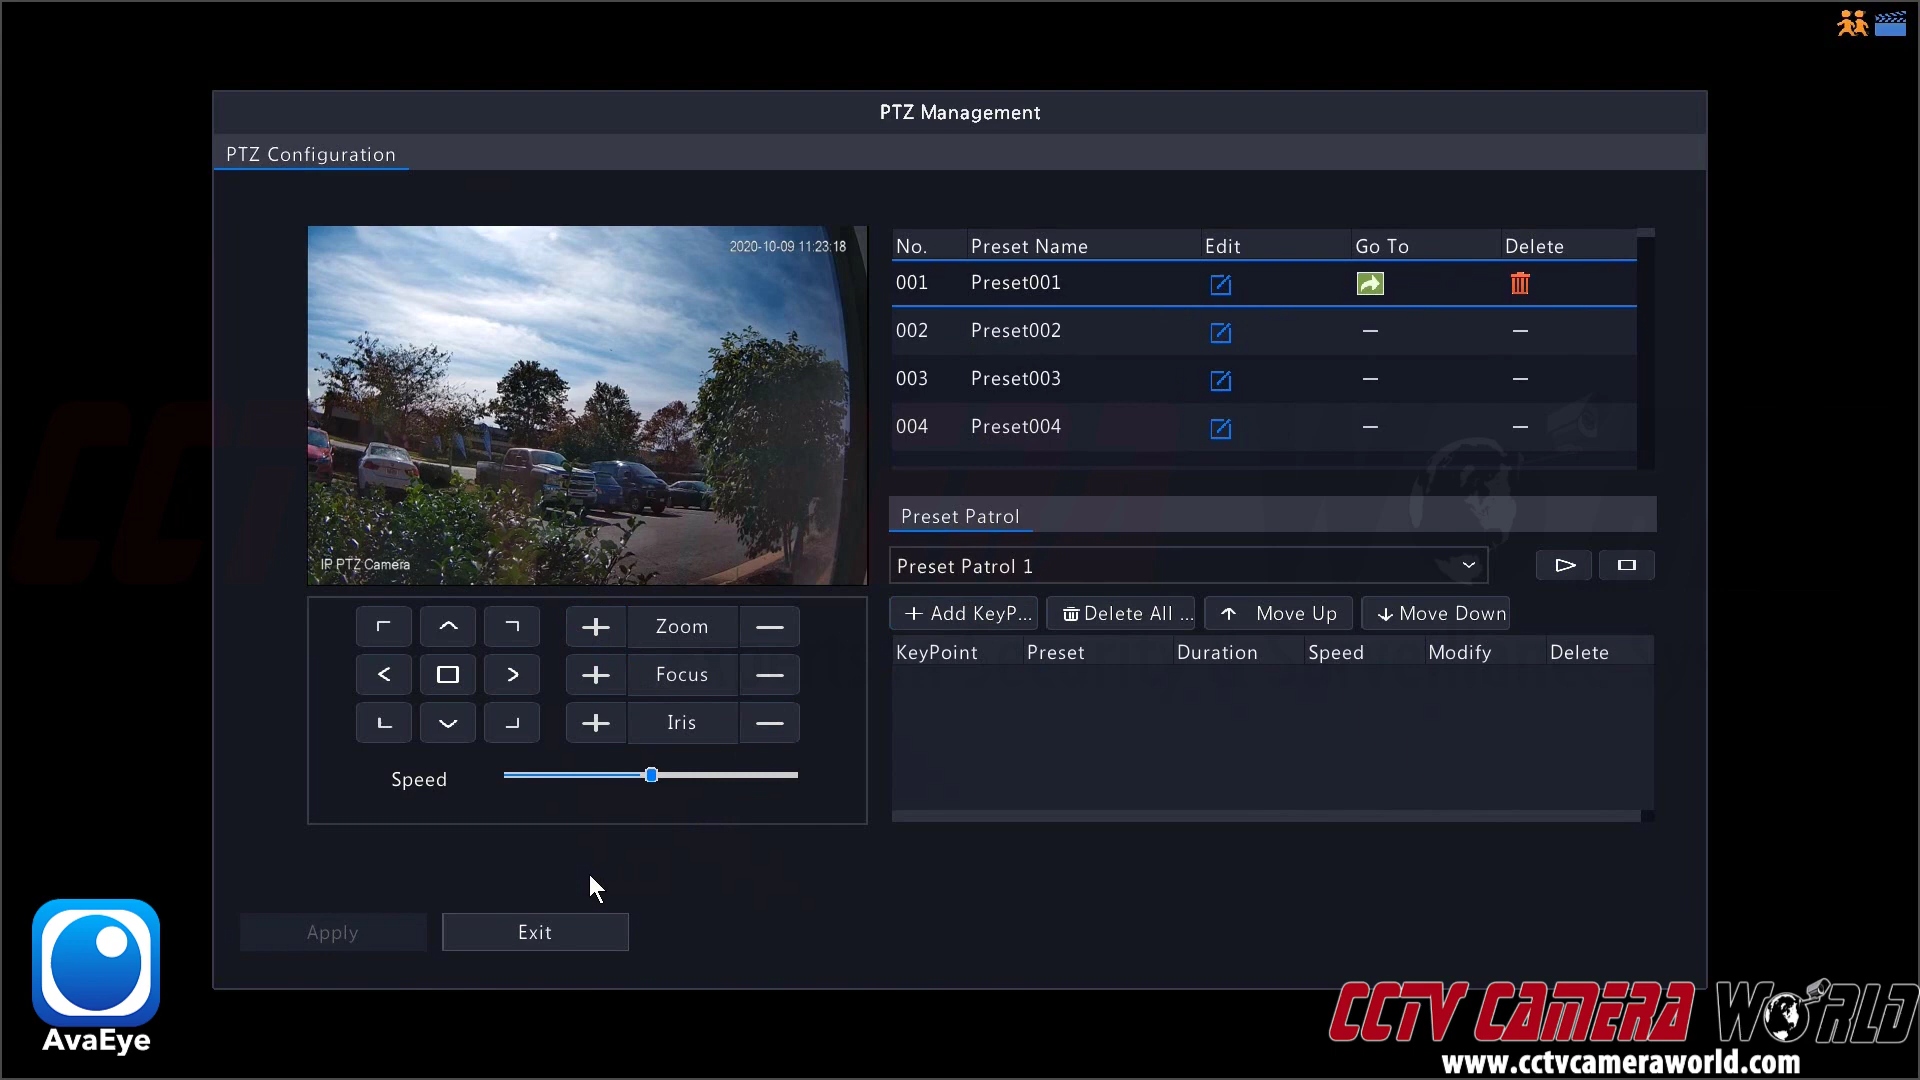 PTZ Management
PTZ Configuration
2020-10-09 11:23:18
IP PTZ Camera
No. Preset Name Edit Go To Delete
001 Preset001
002 Preset002 — —
003 Preset003 — —
004 Preset004 — —
Preset Patrol
Preset Patrol 1
Add KeyP... Delete All ... Move Up Move Down
KeyPoint Preset Duration Speed Modify Delete
Zoom
Focus
Iris
Speed
Apply Exit
AvaEye
CCTV CAMERA WORLD
www.cctvcameraworld.com